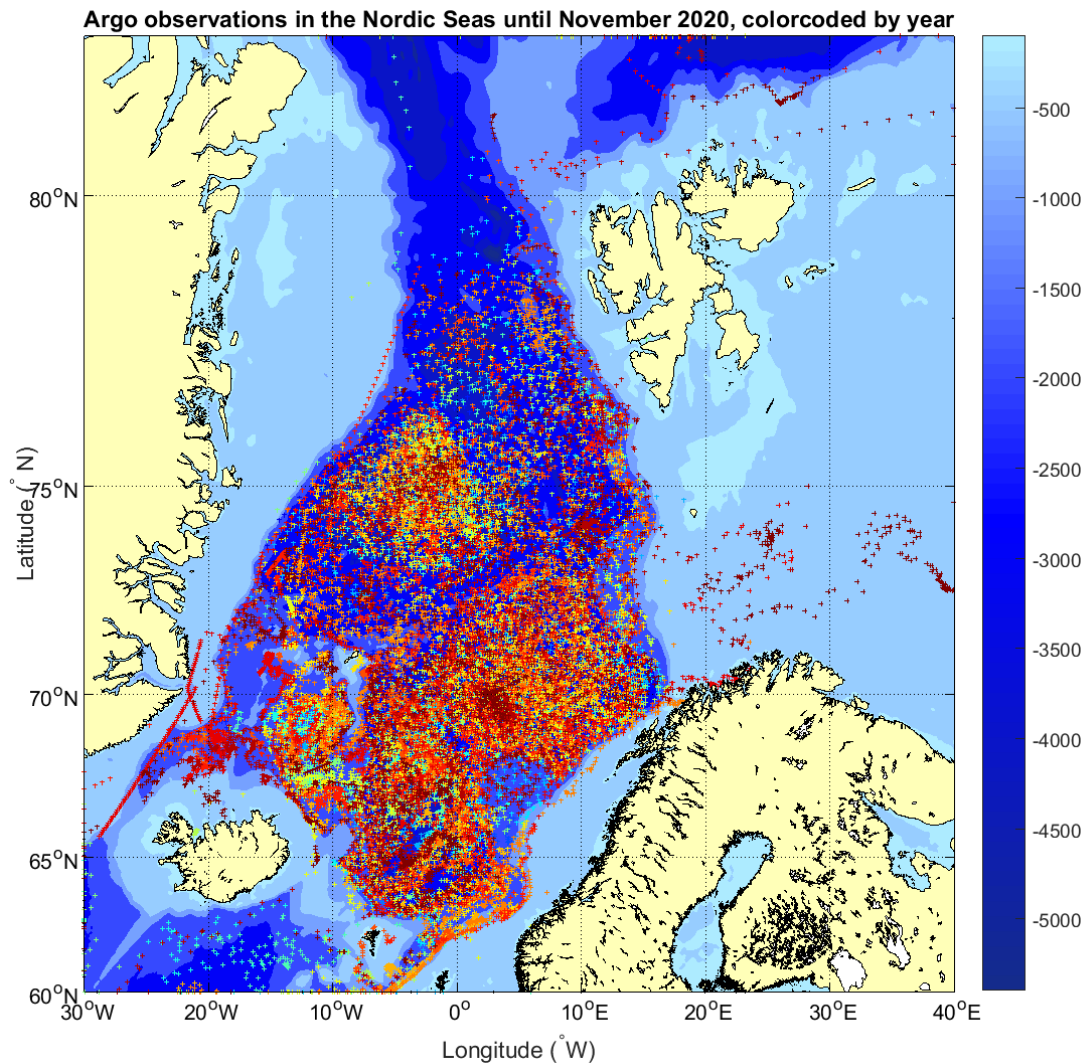 Argo observations in the Nordic Seas until November 2020, colorcoded by year
80°N
75°N
70°N
65°N
60°N
30°W 20°W 10°W 0° 10°E 20°E 30°E 40°E
Latitude (° N)
Longitude (°W)
-500
-1000
-1500
-2000
-2500
-3000
-3500
-4000
-4500
-5000